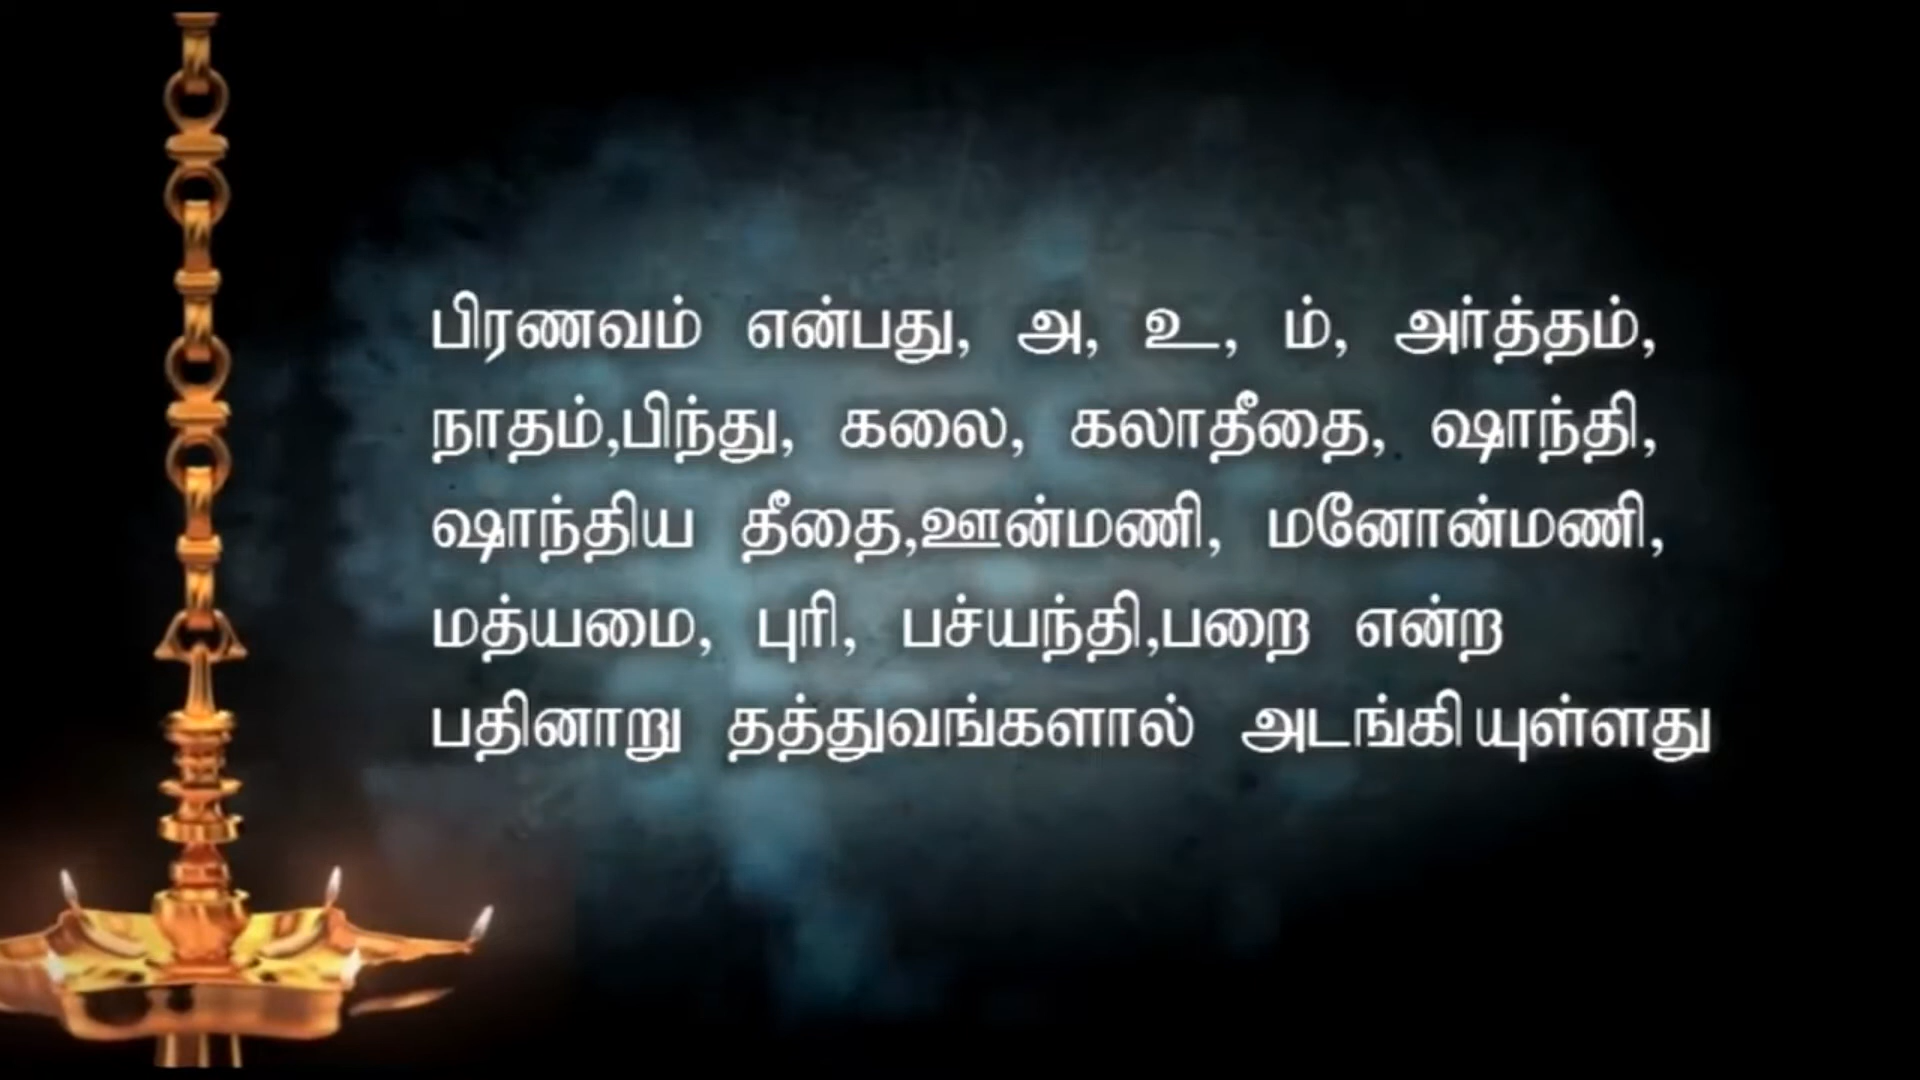 பிரணவம் என்பது, அ, உ, ம், அர்த்தம்,
நாதம்,பிந்து, கலை, கலாதீதை, ஷாந்தி,
ஷாந்திய தீதை,ஊன்மணி, மனோன்மணி,
மத்யமை, புரி, பச்யந்தி,பறை என்ற
பதினாறு தத்துவங்களால் அடங்கியுள்ளது